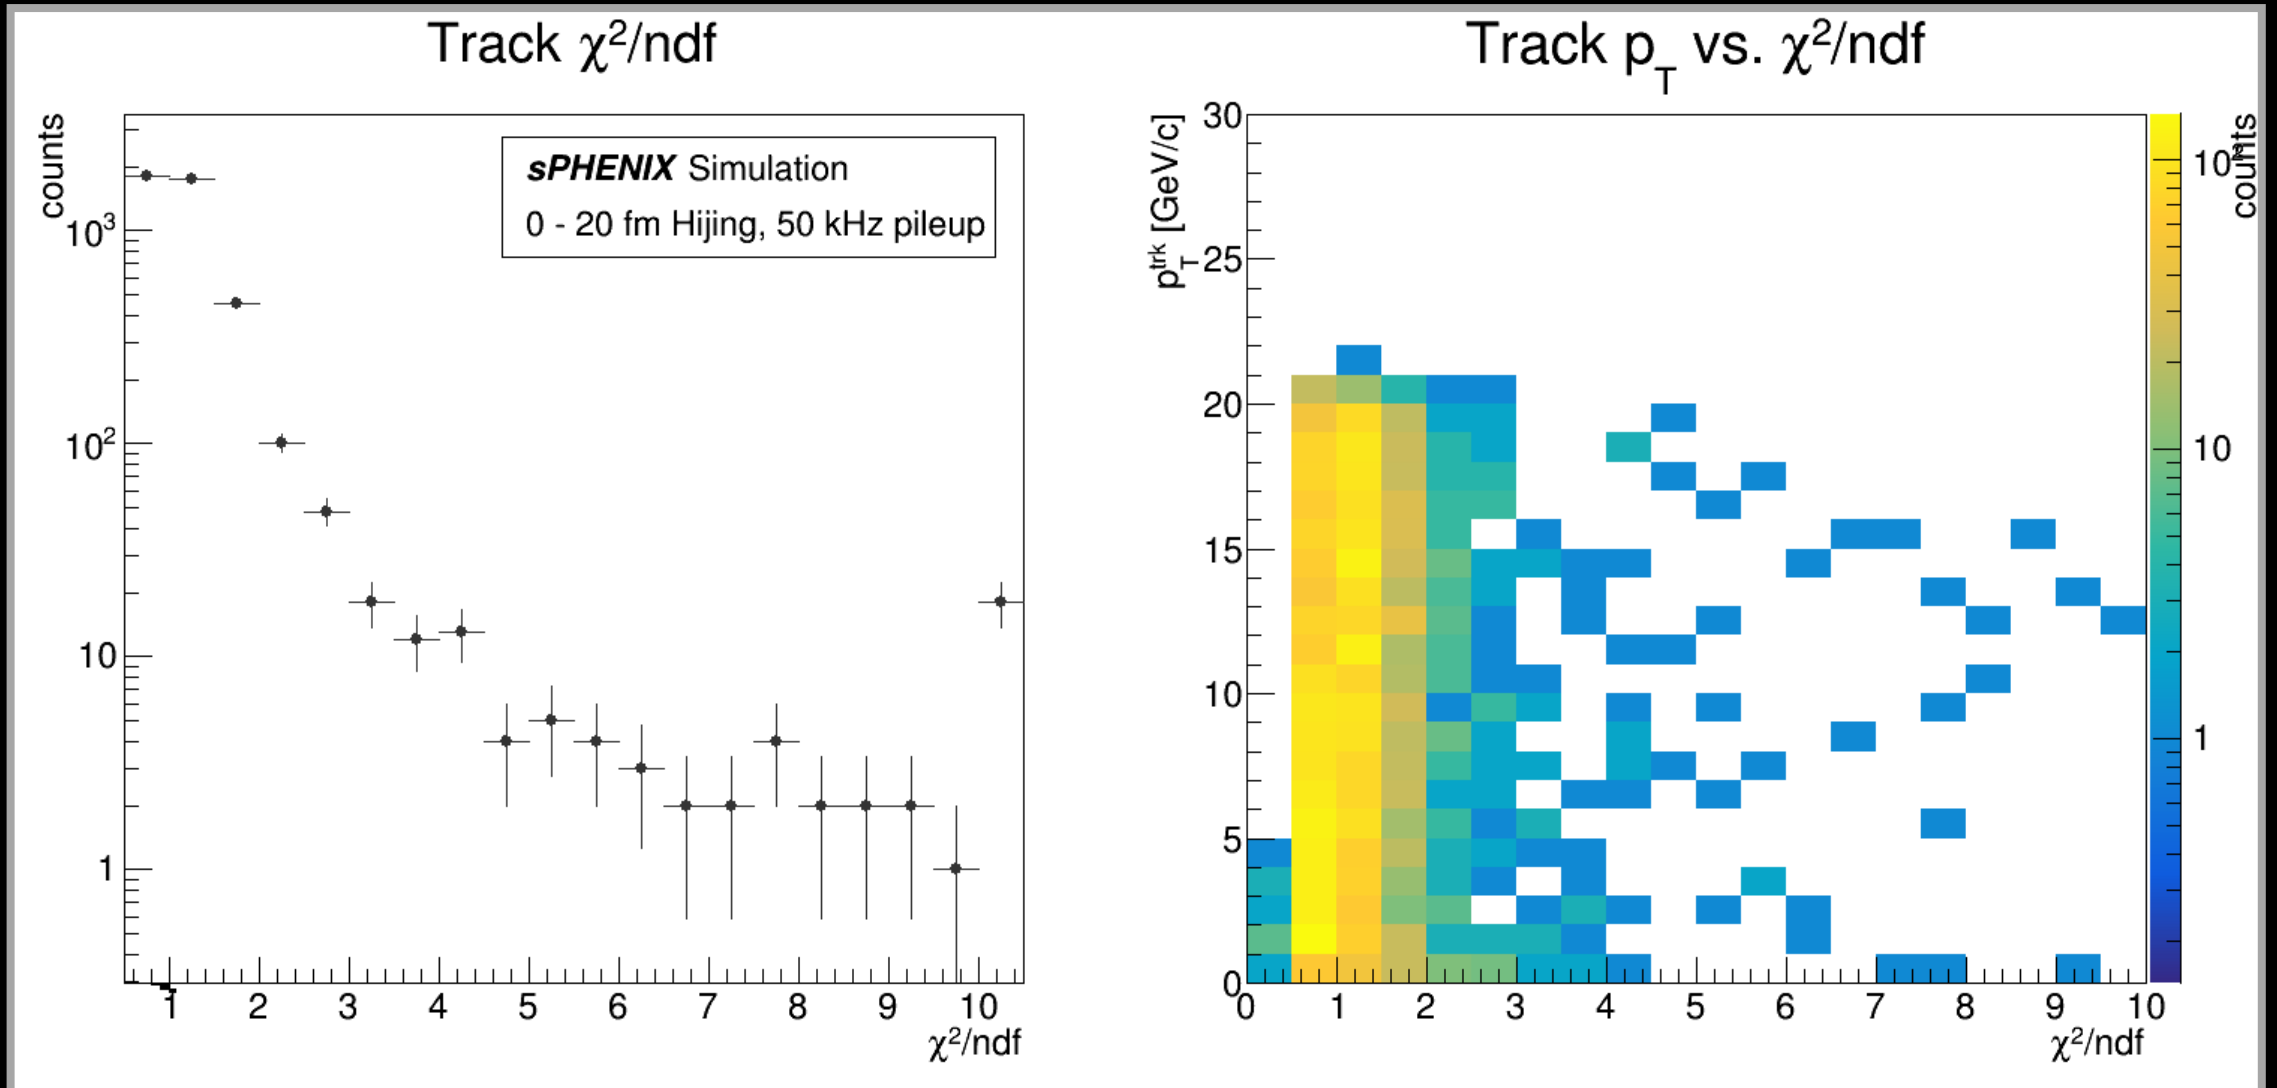 Track χ²/ndf
counts
sPHENIX Simulation
0 - 20 fm Hijing, 50 kHz pileup
10³
10²
10
1
1 2 3 4 5 6 7 8 9 10
χ²/ndf
Track p_T vs. χ²/ndf
p_T^trk [GeV/c]
30
25
20
15
10
5
0
0 1 2 3 4 5 6 7 8 9 10
χ²/ndf
counts
10²
10
1